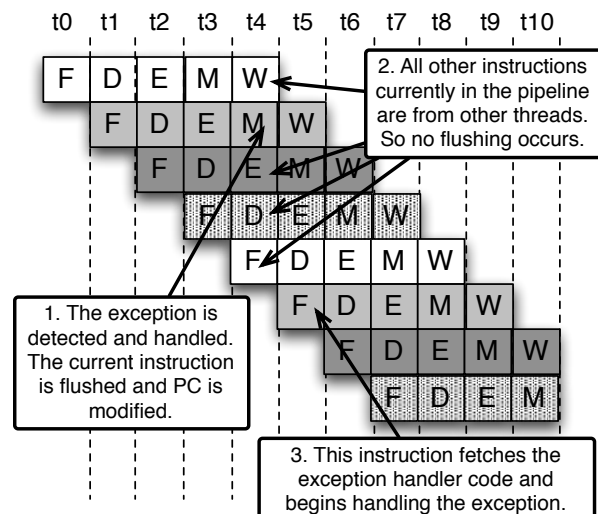 t0 t1 t2 t3 t4 t5 t6 t7 t8 t9 t10
F D E M W
F D E M W
F D E M W
F D E M W
F D E M W
F D E M W
F D E M W
F D E M
2. All other instructions
currently in the pipeline
are from other threads.
So no flushing occurs.
1. The exception is
detected and handled.
The current instruction
is flushed and PC is
modified.
3. This instruction fetches the
exception handler code and
begins handling the exception.